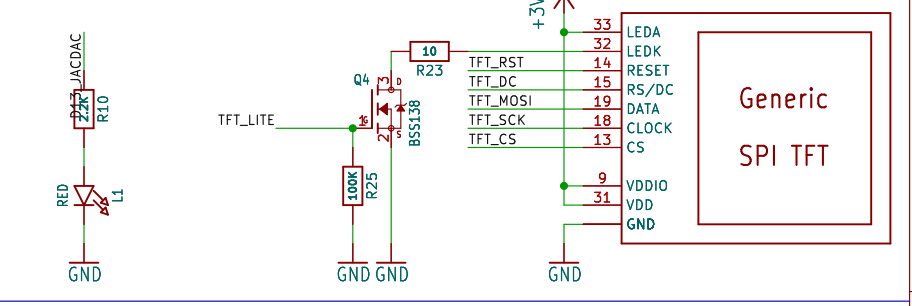 D13_JACDAC
2.2K
R10
RED
L1
GND
TFT_LITE
Q4
3
D
1
G
2
S
BSS138
100K
R25
GND
GND
10
R23
+3V
TFT_RST
TFT_DC
TFT_MOSI
TFT_SCK
TFT_CS
33 LEDA
32 LEDK
14 RESET
15 RS/DC
19 DATA
18 CLOCK
13 CS
9 VDDIO
31 VDD
GND
GND
Generic
SPI TFT